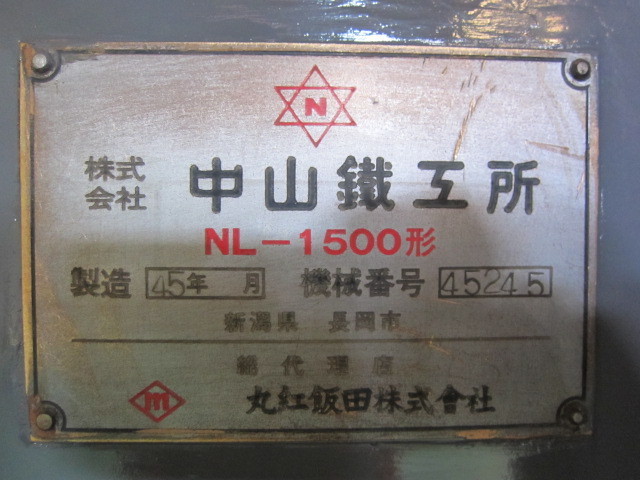 N
株式会社 中山鐵工所
NL-1500形
製造 45年 月 機械番号 45245
新潟県 長岡市
総代理店
m 丸紅飯田株式會社